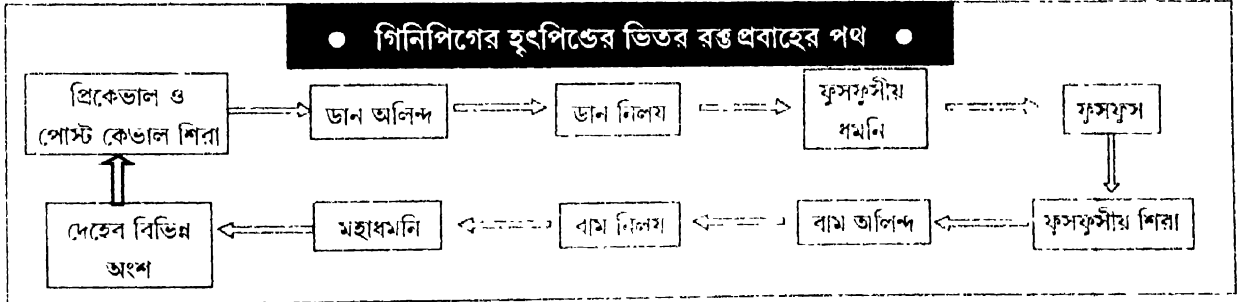 ● গিনিপিগের হৃৎপিণ্ডের ভিতর রক্ত প্রবাহের পথ ●
প্রিকেভাল ও
পোস্ট কেভাল শিরা
ডান অলিন্দ
ডান নিলয়
ফুসফুসীয়
ধমনি
ফুসফুস
ফুসফুসীয় শিরা
বাম অলিন্দ
বাম নিলয়
মহাধমনি
দেহের বিভিন্ন
অংশ